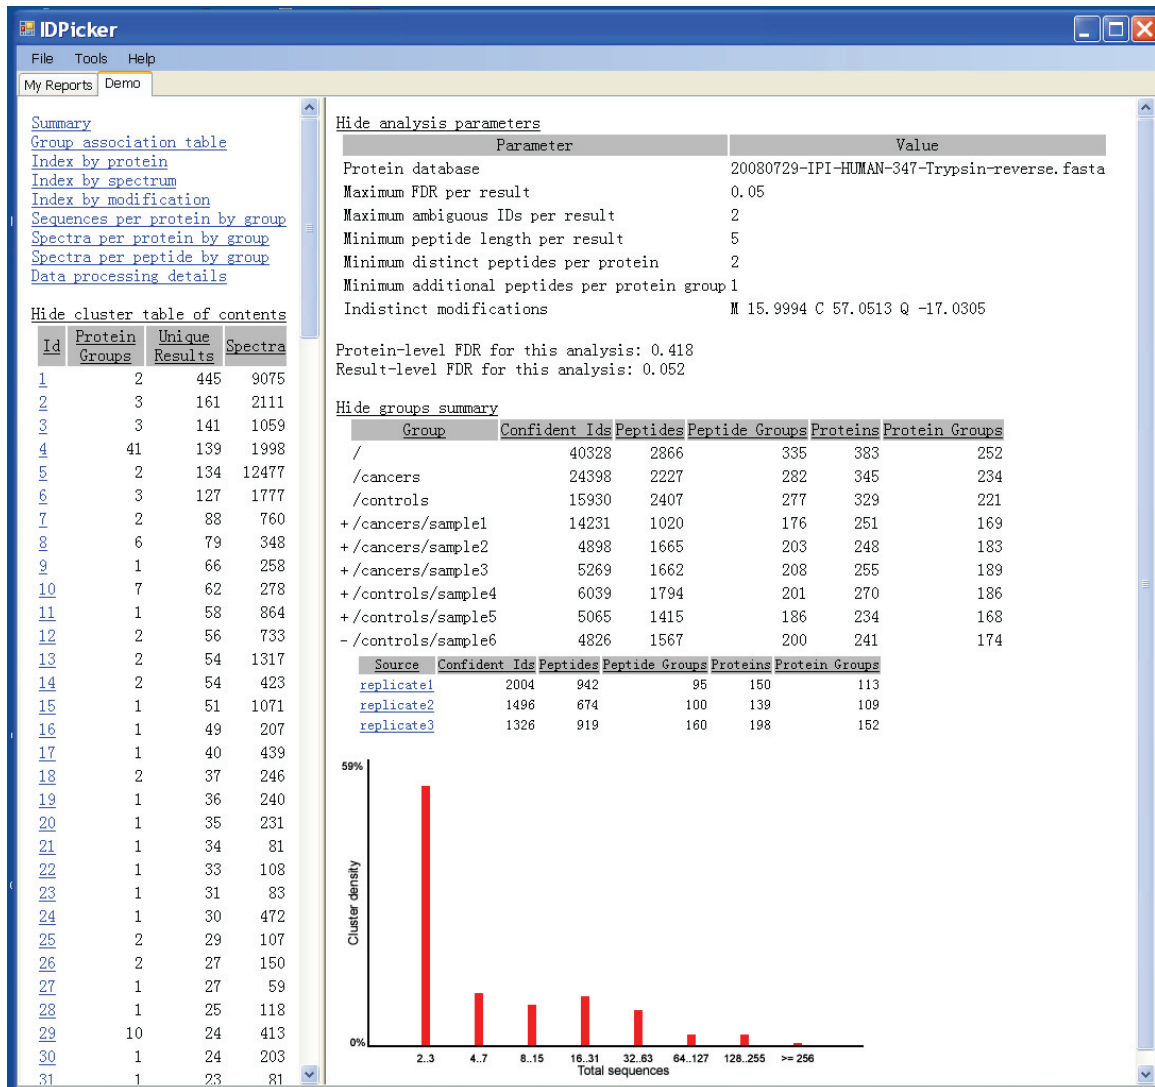 IDPicker
File Tools Help
My Reports Demo
Summary
Group association table
Index by protein
Index by spectrum
Index by modification
Sequences per protein by group
Spectra per protein by group
Spectra per peptide by group
Data processing details
Hide cluster table of contents
Id Protein Groups Unique Results Spectra
1 2 445 9075
2 3 161 2111
3 3 141 1059
4 41 139 1998
5 2 134 12477
6 3 127 1777
7 2 88 760
8 6 79 348
9 1 66 258
10 7 62 278
11 1 58 864
12 2 56 733
13 2 54 1317
14 2 54 423
15 1 51 1071
16 1 49 207
17 1 40 439
18 2 37 246
19 1 36 240
20 1 35 231
21 1 34 81
22 1 33 108
23 1 31 83
24 1 30 472
25 2 29 107
26 2 27 150
27 1 27 59
28 1 25 118
29 10 24 413
30 1 24 203
31 1 23 81
Hide analysis parameters
Parameter Value
Protein database 20080729-IPI-HUMAN-347-Trypsin-reverse.fasta
Maximum FDR per result 0.05
Maximum ambiguous IDs per result 2
Minimum peptide length per result 5
Minimum distinct peptides per protein 2
Minimum additional peptides per protein group 1
Indistinct modifications M 15.9994 C 57.0513 Q -17.0305
Protein-level FDR for this analysis: 0.418
Result-level FDR for this analysis: 0.052
Hide groups summary
Group Confident Ids Peptides Peptide Groups Proteins Protein Groups
/ 40328 2866 335 383 252
/cancers 24398 2227 282 345 234
/controls 15930 2407 277 329 221
+ /cancers/sample1 14231 1020 176 251 169
+ /cancers/sample2 4898 1665 203 248 183
+ /cancers/sample3 5269 1662 208 255 189
+ /controls/sample4 6039 1794 201 270 186
+ /controls/sample5 5065 1415 186 234 168
- /controls/sample6 4826 1567 200 241 174
Source Confident Ids Peptides Peptide Groups Proteins Protein Groups
replicate1 2004 942 95 150 113
replicate2 1496 674 100 139 109
replicate3 1326 919 160 198 152
59%
Cluster density
0%
2..3 4..7 8..15 16..31 32..63 64..127 128..255 >= 256
Total sequences